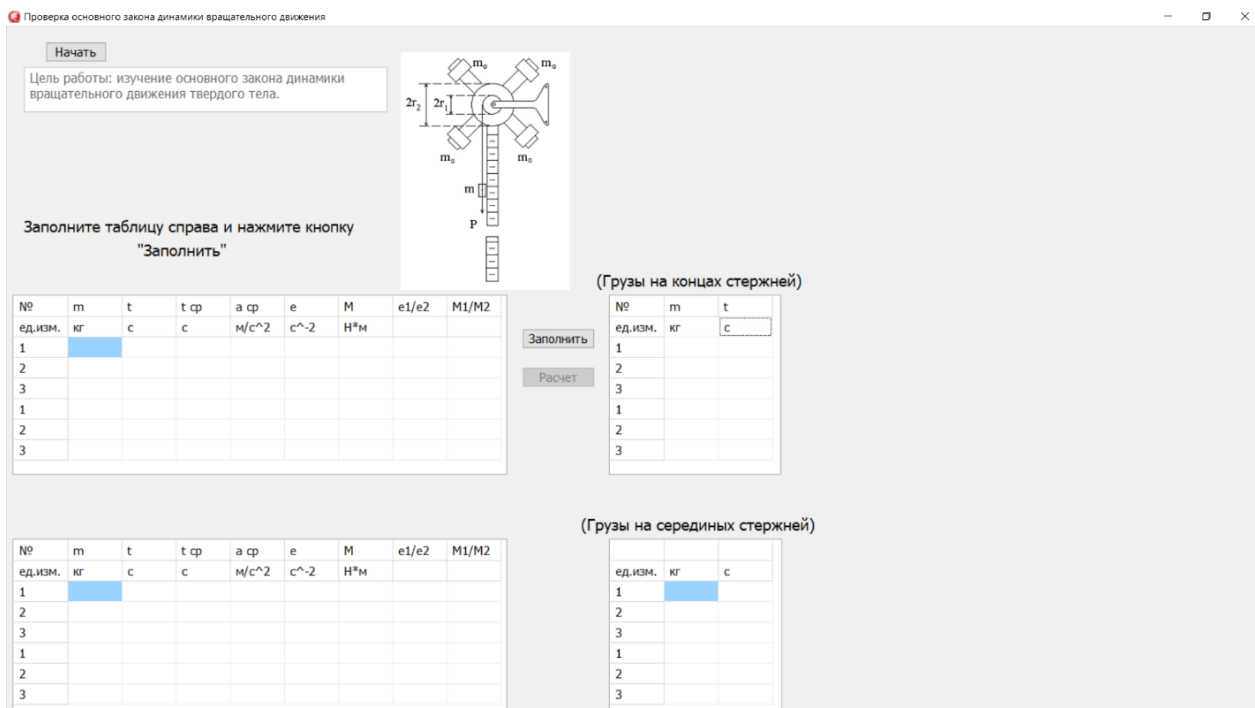 Проверка основного закона динамики вращательного движения
Начать
Цель работы: изучение основного закона динамики
вращательного движения твердого тела.
m₀ m₀
2r₂ 2r₁
m₀ m₀
m
P
Заполните таблицу справа и нажмите кнопку
"Заполнить"
(Грузы на концах стержней)
№ m t t ср a ср e M e1/e2 M1/M2
ед.изм. кг с с м/с^2 с^-2 Н*м
1
2
3
1
2
3
Заполнить
Расчет
№ m t
ед.изм. кг с
1
2
3
1
2
3
(Грузы на серединых стержней)
№ m t t ср a ср e M e1/e2 M1/M2
ед.изм. кг с с м/с^2 с^-2 Н*м
1
2
3
1
2
3
ед.изм. кг с
1
2
3
1
2
3